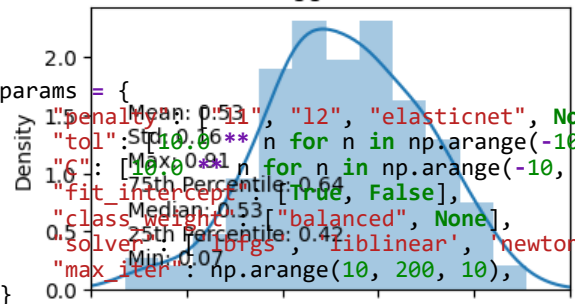 2.0
params = {
Mean: 0.53
1.5
"penalty": ["l1", "l2", "elasticnet", No
Std: 0.16
"tol": [10.0 ** n for n in np.arange(-10
Max: 0.91
1.0
"C": [10.0 ** n for n in np.arange(-10,
75th Percentile: 0.64
"fit_intercept": [True, False],
Median: 0.53
"class_weight": ["balanced", None],
0.5
25th Percentile: 0.42
"solver": 'lbfgs', 'liblinear', 'newton
Min: 0.07
"max_iter": np.arange(10, 200, 10),
0.0
}
Density